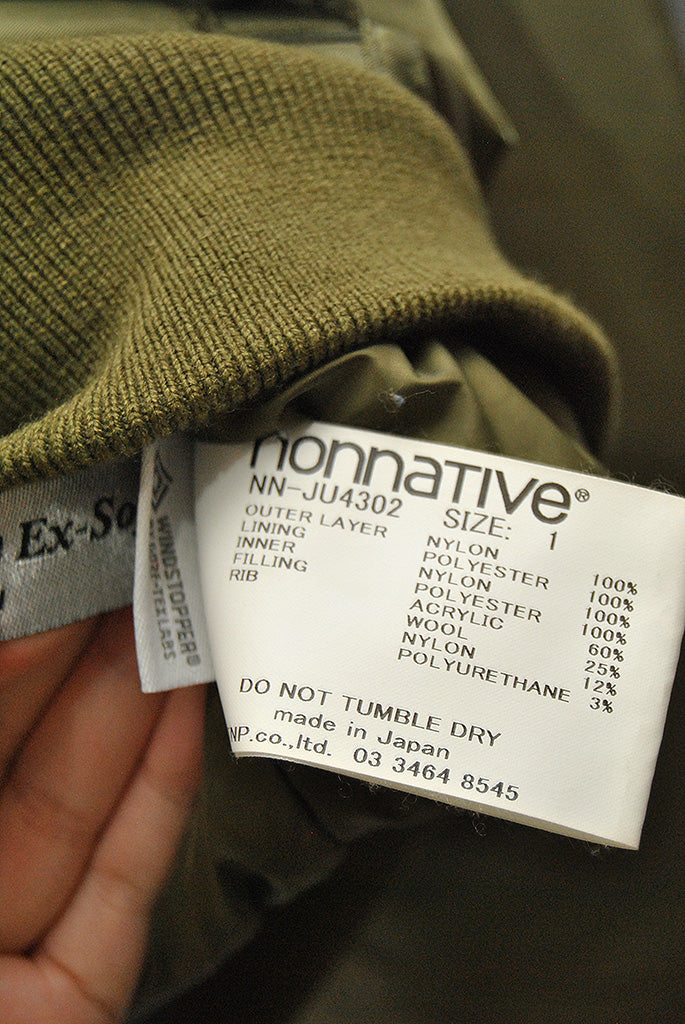 nonnative®
NN-JU4302 SIZE: 1
OUTER LAYER NYLON 100%
LINING POLYESTER 100%
INNER NYLON 100%
FILLING POLYESTER 100%
RIB ACRYLIC 60%
WOOL 25%
NYLON 12%
POLYURETHANE 3%
DO NOT TUMBLE DRY
made in Japan
NP.co.,ltd. 03 3464 8545
WINDSTOPPER®
Ex-So